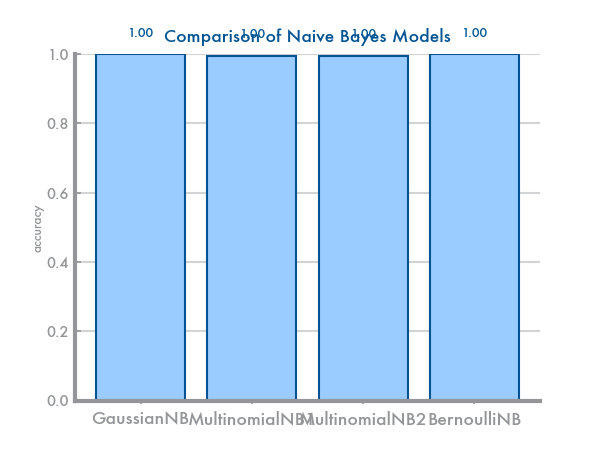 Comparison of Naive Bayes Models
1.00 1.00 1.00 1.00
1.0
0.8
0.6
0.4
0.2
0.0
accuracy
GaussianNB MultinomialNB1 MultinomialNB2 BernoulliNB